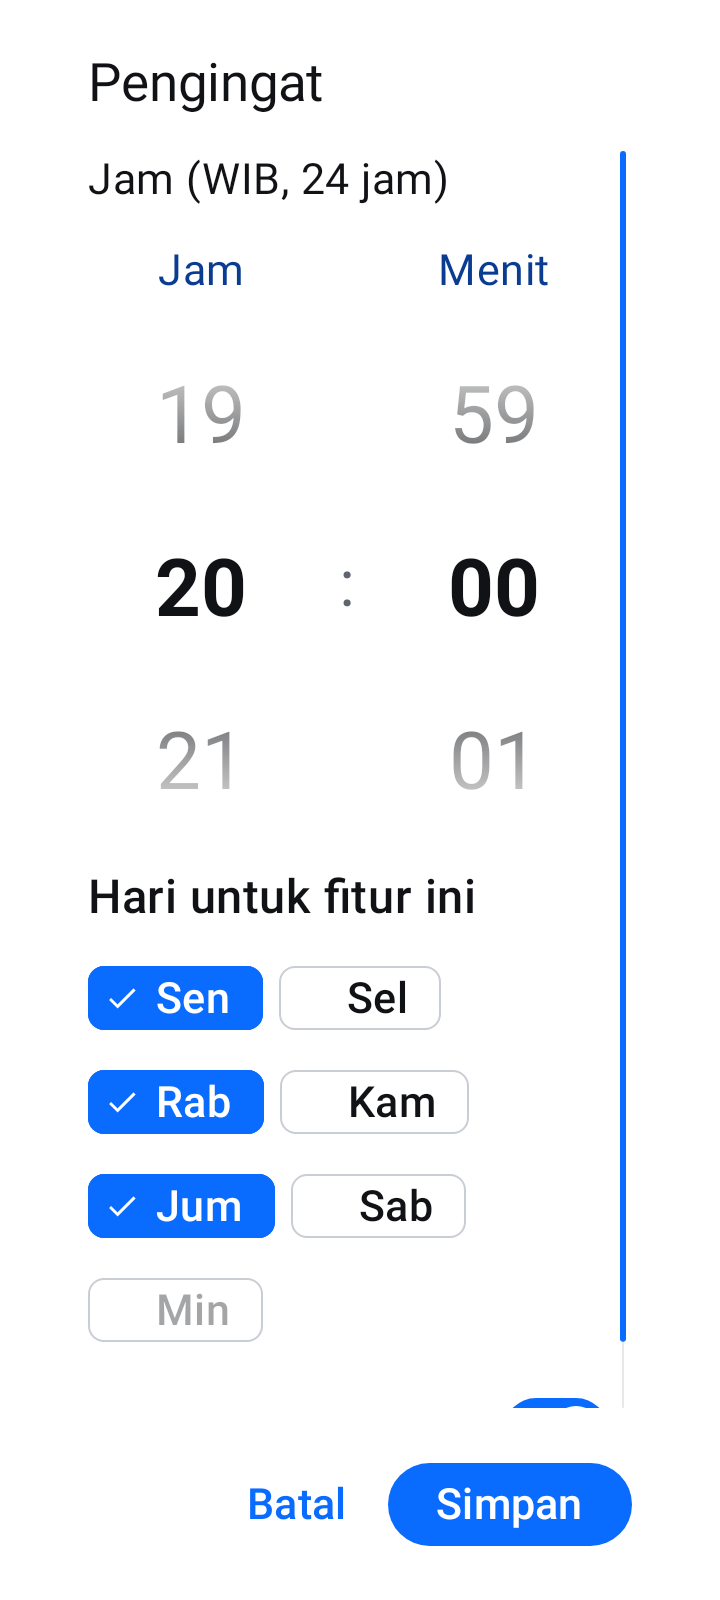 Pengingat
Jam (WIB, 24 jam)
Jam Menit
19 59
20 : 00
21 01
Hari untuk fitur ini
Sen Sel
Rab Kam
Jum Sab
Min
Batal Simpan